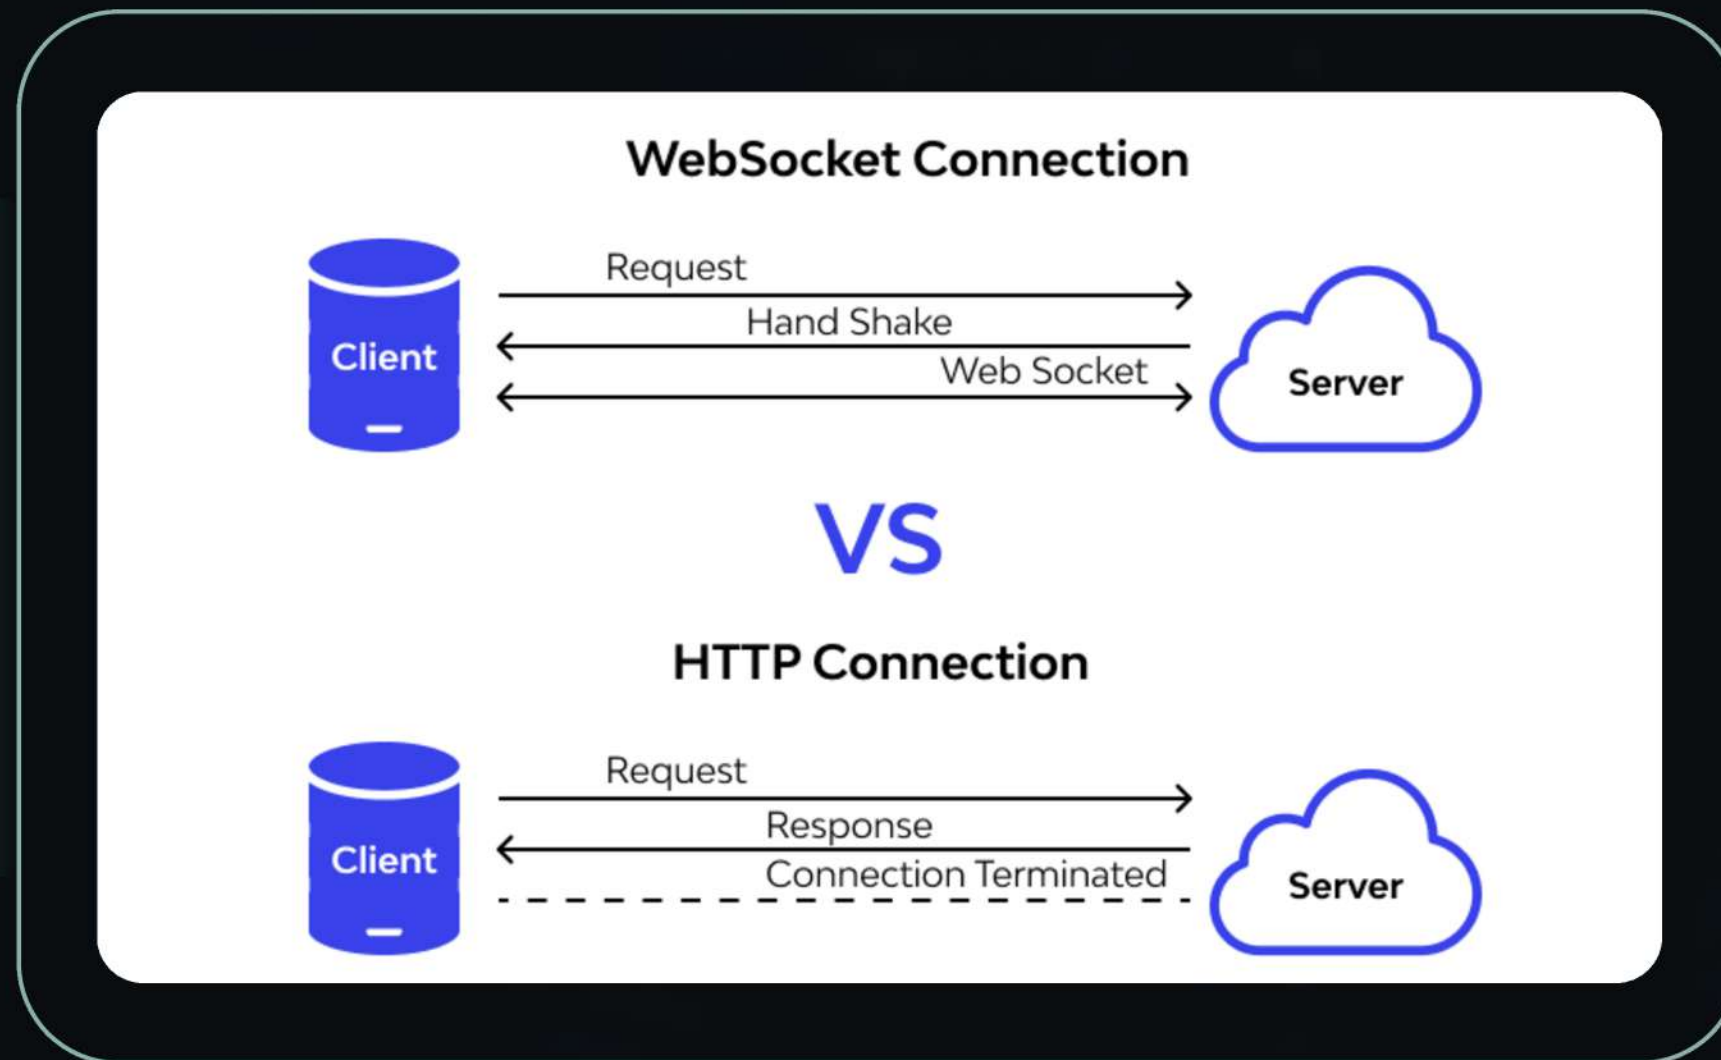 WebSocket Connection
Request
Hand Shake
Web Socket
Client
Server
VS
HTTP Connection
Request
Response
Connection Terminated
Client
Server